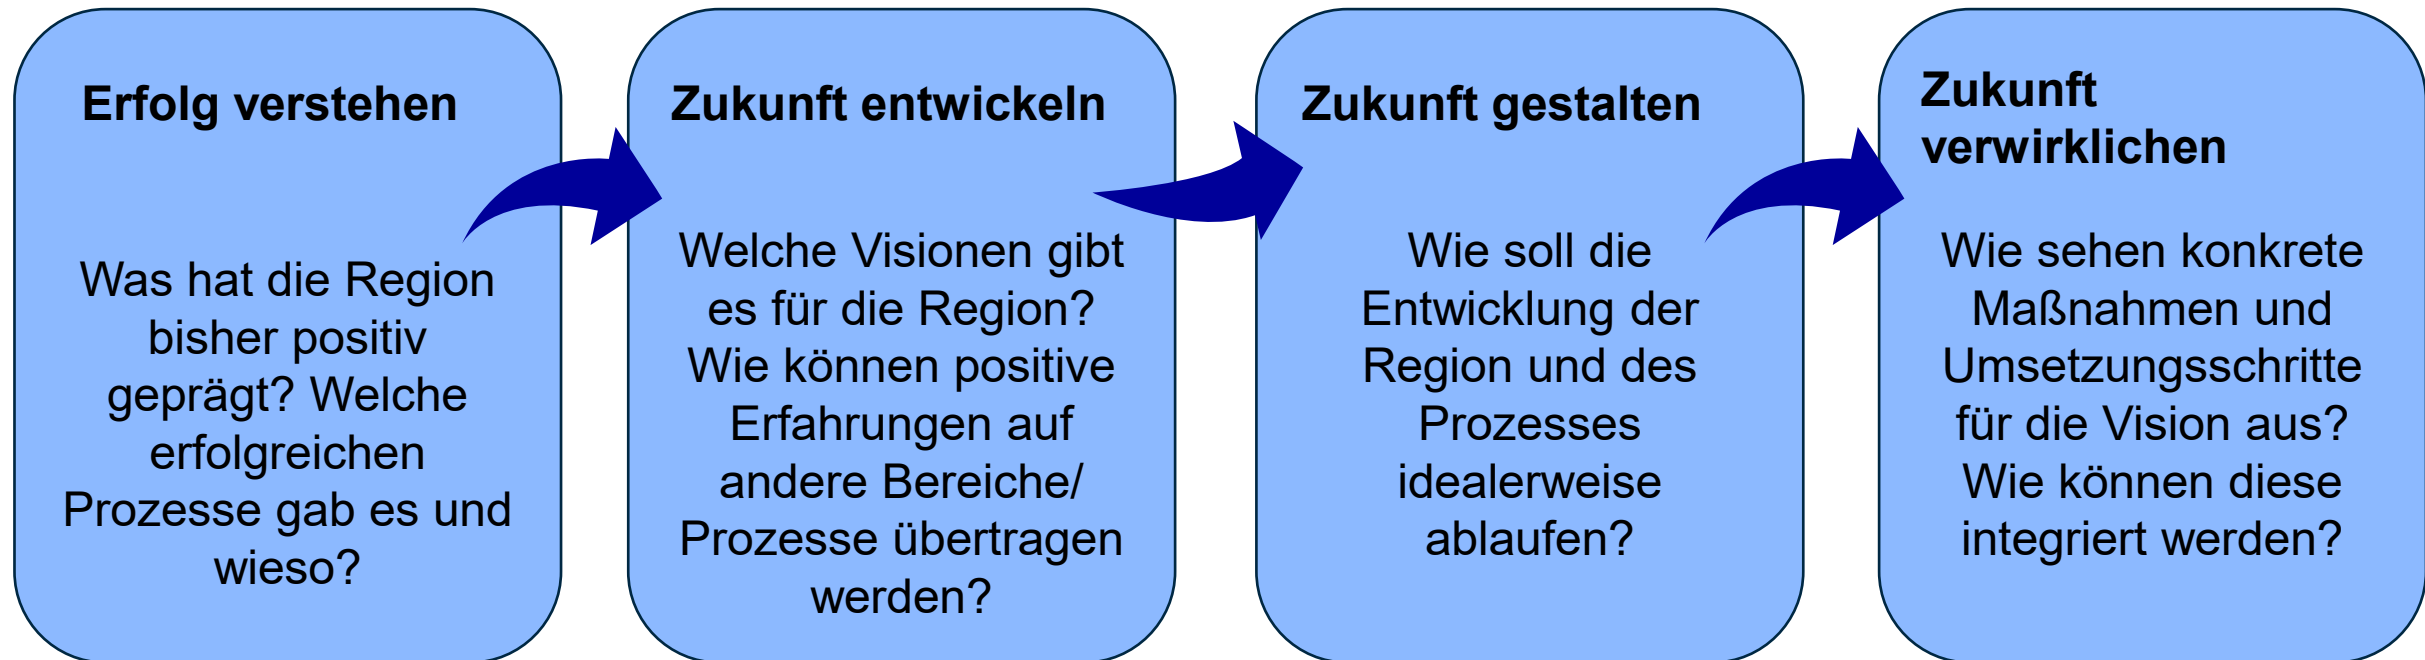 Erfolg verstehen
Was hat die Region
bisher positiv
geprägt? Welche
erfolgreichen
Prozesse gab es und
wieso?
Zukunft entwickeln
Welche Visionen gibt
es für die Region?
Wie können positive
Erfahrungen auf
andere Bereiche/
Prozesse übertragen
werden?
Zukunft gestalten
Wie soll die
Entwicklung der
Region und des
Prozesses
idealerweise
ablaufen?
Zukunft
verwirklichen
Wie sehen konkrete
Maßnahmen und
Umsetzungsschritte
für die Vision aus?
Wie können diese
integriert werden?